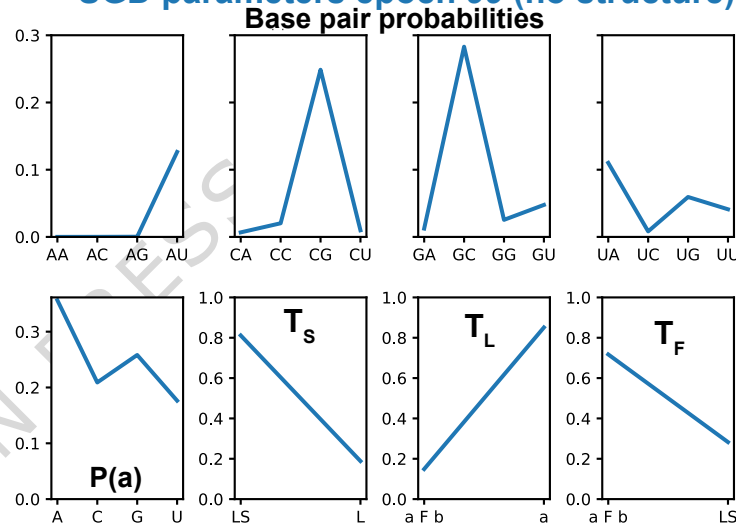 Base pair probabilities
0.3
0.2
0.1
0.0
AA AC AG AU
CA CC CG CU
GA GC GG GU
UA UC UG UU
0.3
0.2
0.1
0.0
P(a)
A C G U
1.0
0.8
0.6
0.4
0.2
0.0
TS
LS L
1.0
0.8
0.6
0.4
0.2
0.0
TL
a F b a
1.0
0.8
0.6
0.4
0.2
0.0
TF
a F b LS